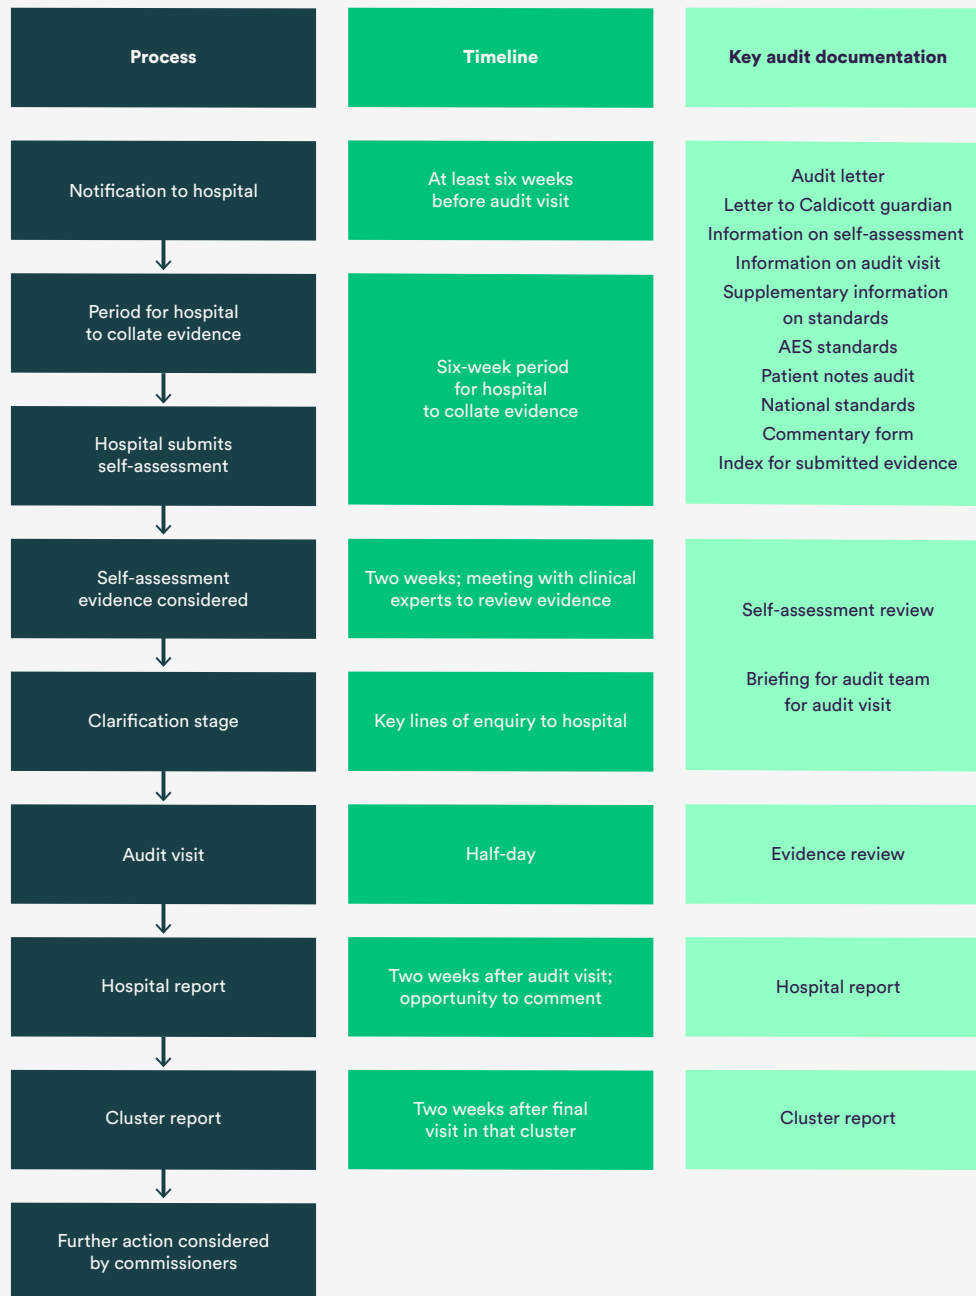 Process
Timeline
Key audit documentation
Notification to hospital
At least six weeks
before audit visit
Audit letter
Letter to Caldicott guardian
Information on self-assessment
Information on audit visit
Supplementary information
on standards
AES standards
Patient notes audit
National standards
Commentary form
Index for submitted evidence
Period for hospital
to collate evidence
Six-week period
for hospital
to collate evidence
Hospital submits
self-assessment
Self-assessment
evidence considered
Two weeks; meeting with clinical
experts to review evidence
Self-assessment review
Briefing for audit team
for audit visit
Clarification stage
Key lines of enquiry to hospital
Audit visit
Half-day
Evidence review
Hospital report
Two weeks after audit visit;
opportunity to comment
Hospital report
Cluster report
Two weeks after final
visit in that cluster
Cluster report
Further action considered
by commissioners